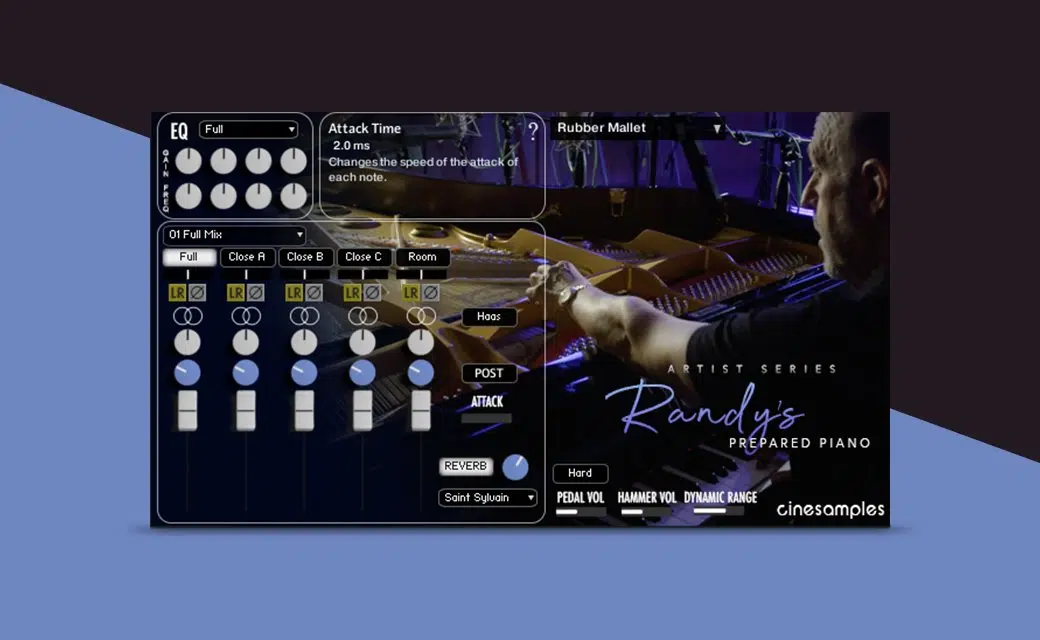 EQ
Full
GAIN
FREQ
Attack Time
2.0 ms
Changes the speed of the attack of
each note.
?
Rubber Mallet
01 Full Mix
Full
Close A
Close B
Close C
Room
LR
LR
LR
LR
LR
Haas
POST
ATTACK
REVERB
Saint Sylvain
ARTIST SERIES
Randy's
PREPARED PIANO
Hard
PEDAL VOL
HAMMER VOL
DYNAMIC RANGE
cinesamples